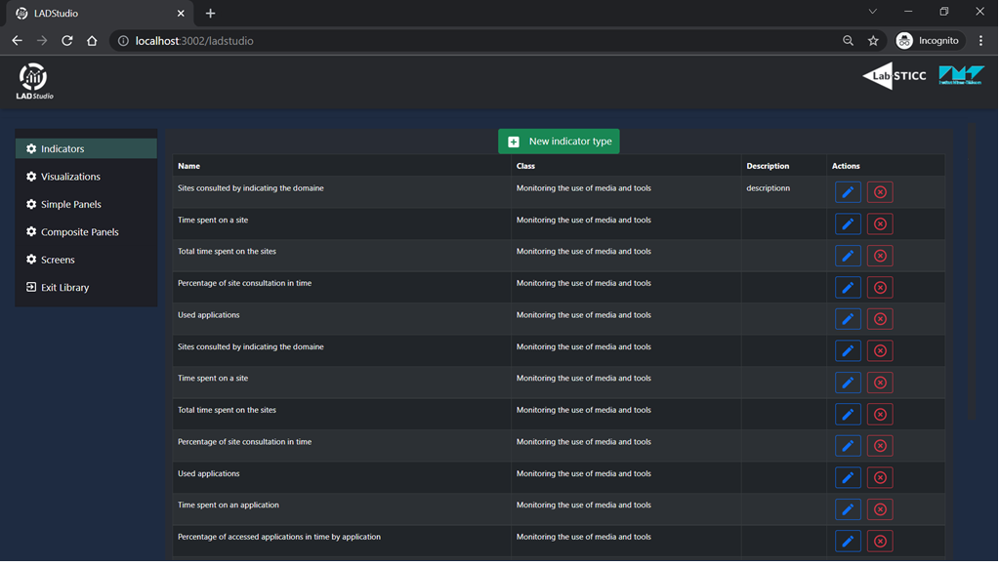 LADStudio
localhost:3002/ladstudio
Incognito
LADStudio
Lab-STICC
Indicators
Visualizations
Simple Panels
Composite Panels
Screens
Exit Library
New indicator type
Name Class Description Actions
Sites consulted by indicating the domaine Monitoring the use of media and tools descriptionn
Time spent on a site Monitoring the use of media and tools
Total time spent on the sites Monitoring the use of media and tools
Percentage of site consultation in time Monitoring the use of media and tools
Used applications Monitoring the use of media and tools
Sites consulted by indicating the domaine Monitoring the use of media and tools
Time spent on a site Monitoring the use of media and tools
Total time spent on the sites Monitoring the use of media and tools
Percentage of site consultation in time Monitoring the use of media and tools
Used applications Monitoring the use of media and tools
Time spent on an application Monitoring the use of media and tools
Percentage of accessed applications in time by application Monitoring the use of media and tools